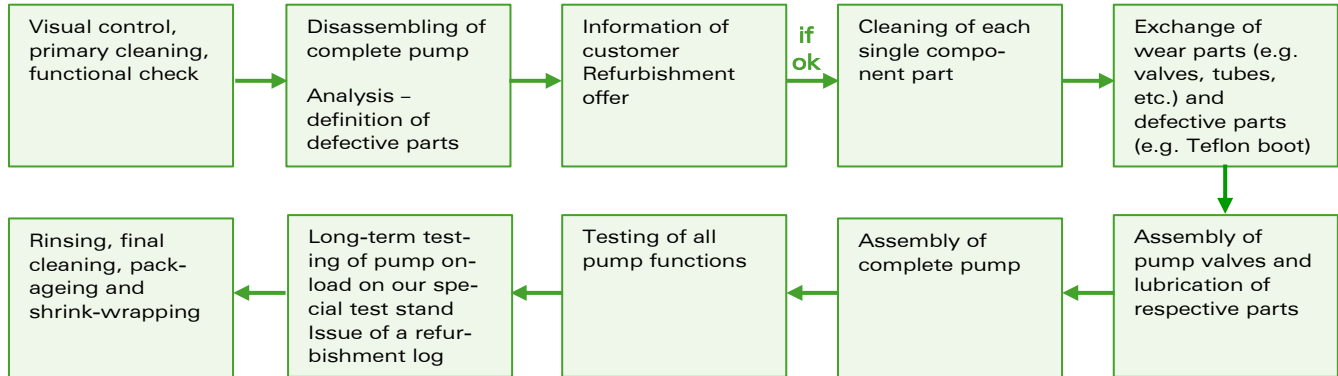 Visual control,
primary cleaning,
functional check
Disassembling of
complete pump
Analysis –
definition of
defective parts
Information of
customer
Refurbishment
offer
if
ok
Cleaning of each
single compo-
nent part
Exchange of
wear parts (e.g.
valves, tubes,
etc.) and
defective parts
(e.g. Teflon boot)
Assembly of
pump valves and
lubrication of
respective parts
Assembly of
complete pump
Testing of all
pump functions
Long-term test-
ing of pump on-
load on our spe-
cial test stand
Issue of a refur-
bishment log
Rinsing, final
cleaning, pack-
ageing and
shrink-wrapping